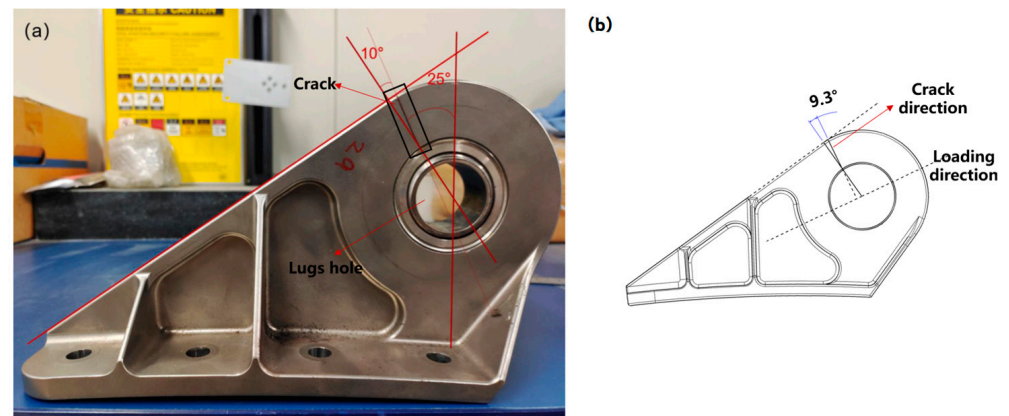 (a)
10°
25°
Crack
Lugs hole
(b)
9.3°
Crack
direction
Loading
direction